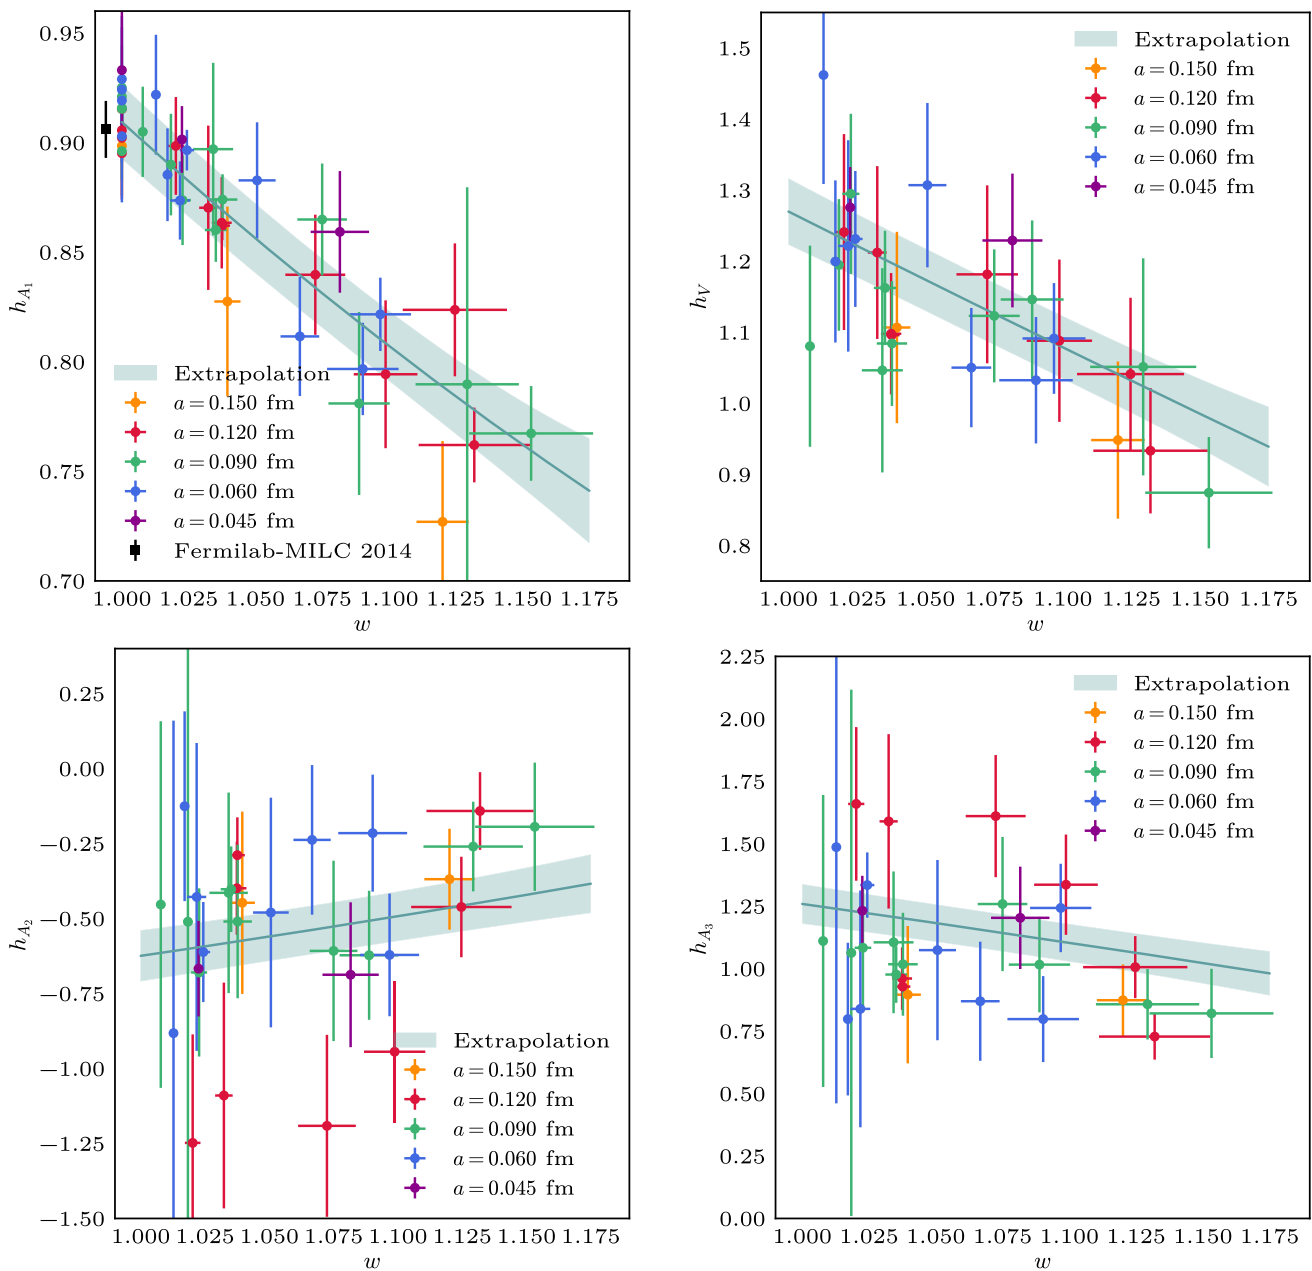 0.95
0.90
0.85
0.80
0.75
0.70
h_{A_1}
Extrapolation
a = 0.150 fm
a = 0.120 fm
a = 0.090 fm
a = 0.060 fm
a = 0.045 fm
Fermilab-MILC 2014
1.000 1.025 1.050 1.075 1.100 1.125 1.150 1.175
w
1.5
1.4
1.3
1.2
1.1
1.0
0.9
0.8
h_V
Extrapolation
a = 0.150 fm
a = 0.120 fm
a = 0.090 fm
a = 0.060 fm
a = 0.045 fm
1.000 1.025 1.050 1.075 1.100 1.125 1.150 1.175
w
0.25
0.00
−0.25
−0.50
−0.75
−1.00
−1.25
−1.50
h_{A_2}
Extrapolation
a = 0.150 fm
a = 0.120 fm
a = 0.090 fm
a = 0.060 fm
a = 0.045 fm
1.000 1.025 1.050 1.075 1.100 1.125 1.150 1.175
w
2.25
2.00
1.75
1.50
1.25
1.00
0.75
0.50
0.25
0.00
h_{A_3}
Extrapolation
a = 0.150 fm
a = 0.120 fm
a = 0.090 fm
a = 0.060 fm
a = 0.045 fm
1.000 1.025 1.050 1.075 1.100 1.125 1.150 1.175
w